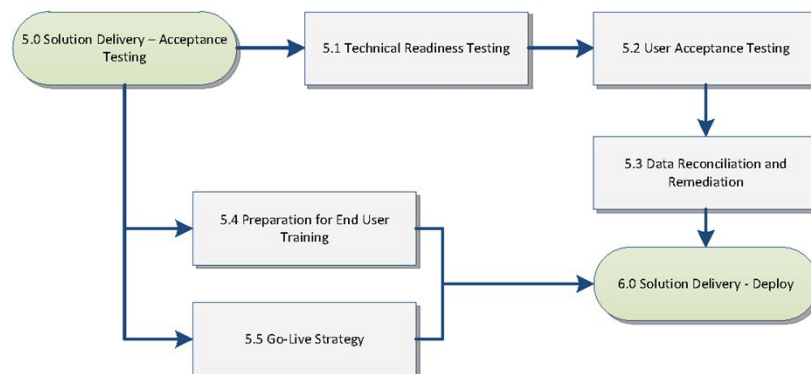 5.0 Solution Delivery – Acceptance
Testing
5.1 Technical Readiness Testing
5.2 User Acceptance Testing
5.3 Data Reconciliation and
Remediation
5.4 Preparation for End User
Training
6.0 Solution Delivery - Deploy
5.5 Go-Live Strategy